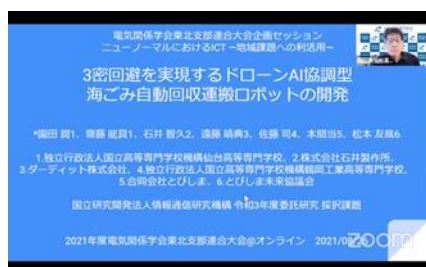 電気関係学会東北支部連合大会企画セッション
ニューノーマルにおけるICT －地域課題への利活用－
3密回避を実現するドローンAI協調型
海ごみ自動回収運搬ロボットの開発
*園田 潤1、齋藤 龍真1、石井 智久2、遠藤 靖典3、佐藤 司4、本間当5、松本 友哉6
1.独立行政法人国立高等専門学校機構仙台高等専門学校、2.株式会社石井製作所、
3.ダーディット株式会社、4.独立行政法人国立高等専門学校機構鶴岡工業高等専門学校、
5.合同会社とびしま、6.とびしま未来協議会
国立研究開発法人情報通信研究機構 令和3年度委託研究 採択課題
2021年度電気関係学会東北支部連合大会@オンライン 2021/08/
zoom